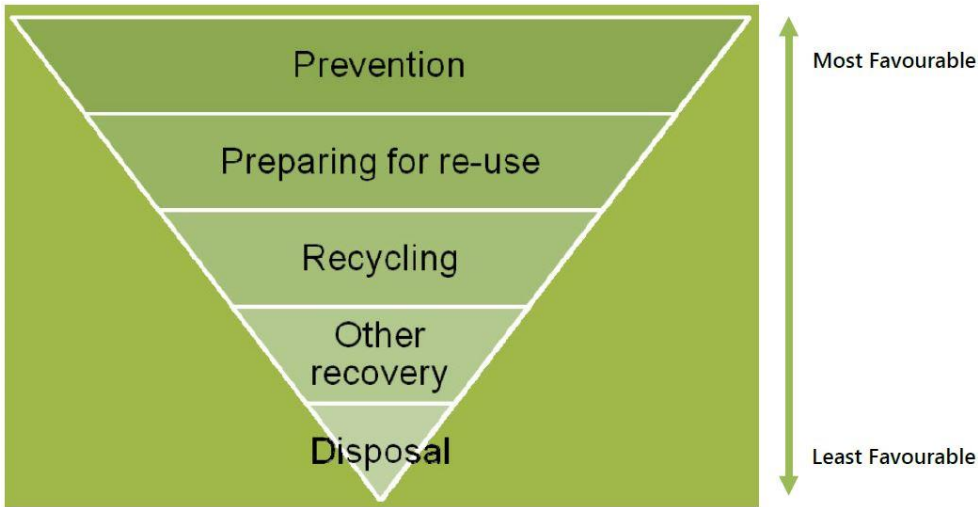 Prevention
Most Favourable
Preparing for re-use
Recycling
Other
recovery
Disposal
Least Favourable